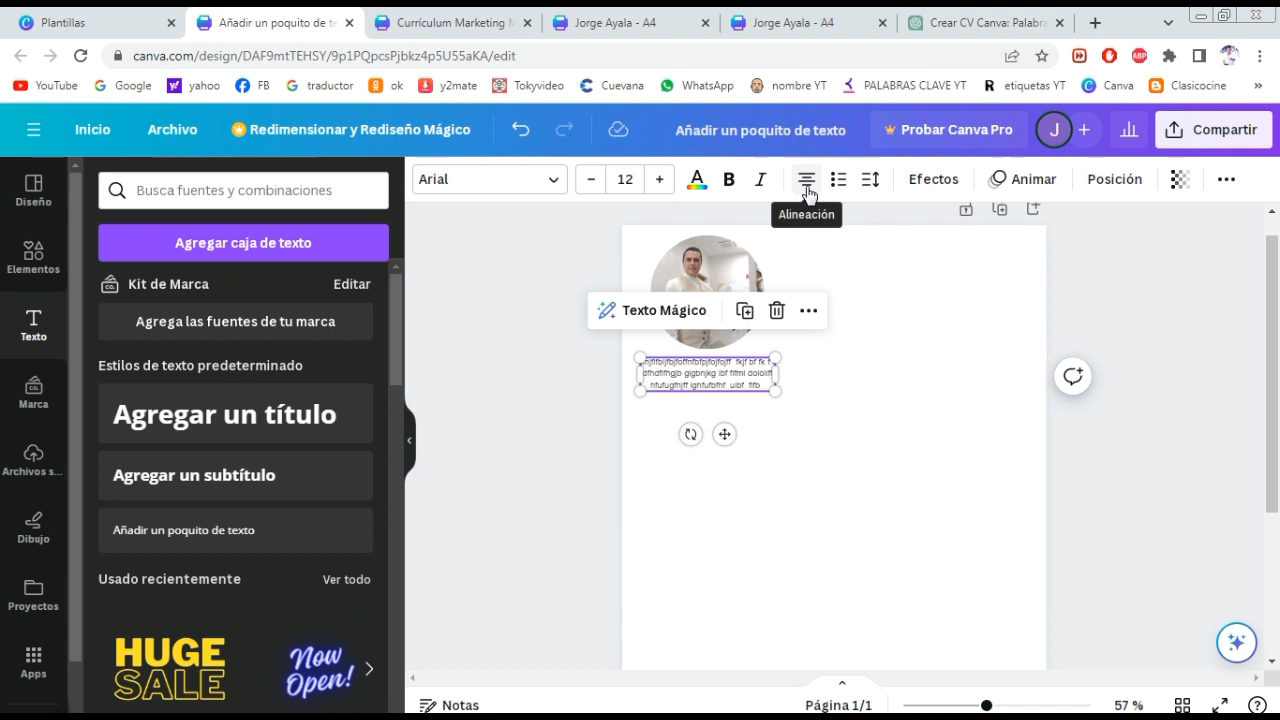 Plantillas
Añadir un poquito de te
Currículum Marketing M
Jorge Ayala - A4
Jorge Ayala - A4
Crear CV Canva: Palabra
canva.com/design/DAF9mtTEHSY/9p1PQpcsPjbkz4p5U55aKA/edit
YouTube
Google
yahoo
FB
traductor
ok
y2mate
Tokyvideo
Cuevana
WhatsApp
nombre YT
PALABRAS CLAVE YT
etiquetas YT
Canva
Clasicocine
Inicio
Archivo
Redimensionar y Rediseño Mágico
Añadir un poquito de texto
Probar Canva Pro
J
Compartir
Arial
12
A
B
I
Efectos
Animar
Posición
Alineación
Diseño
Elementos
Texto
Marca
Archivos s...
Dibujo
Proyectos
Apps
Busca fuentes y combinaciones
Agregar caja de texto
Kit de Marca
Editar
Agrega las fuentes de tu marca
Estilos de texto predeterminado
Agregar un título
Agregar un subtítulo
Añadir un poquito de texto
Usado recientemente
Ver todo
HUGE
SALE
Now
Open!
Texto Mágico
Notas
Página 1/1
57 %